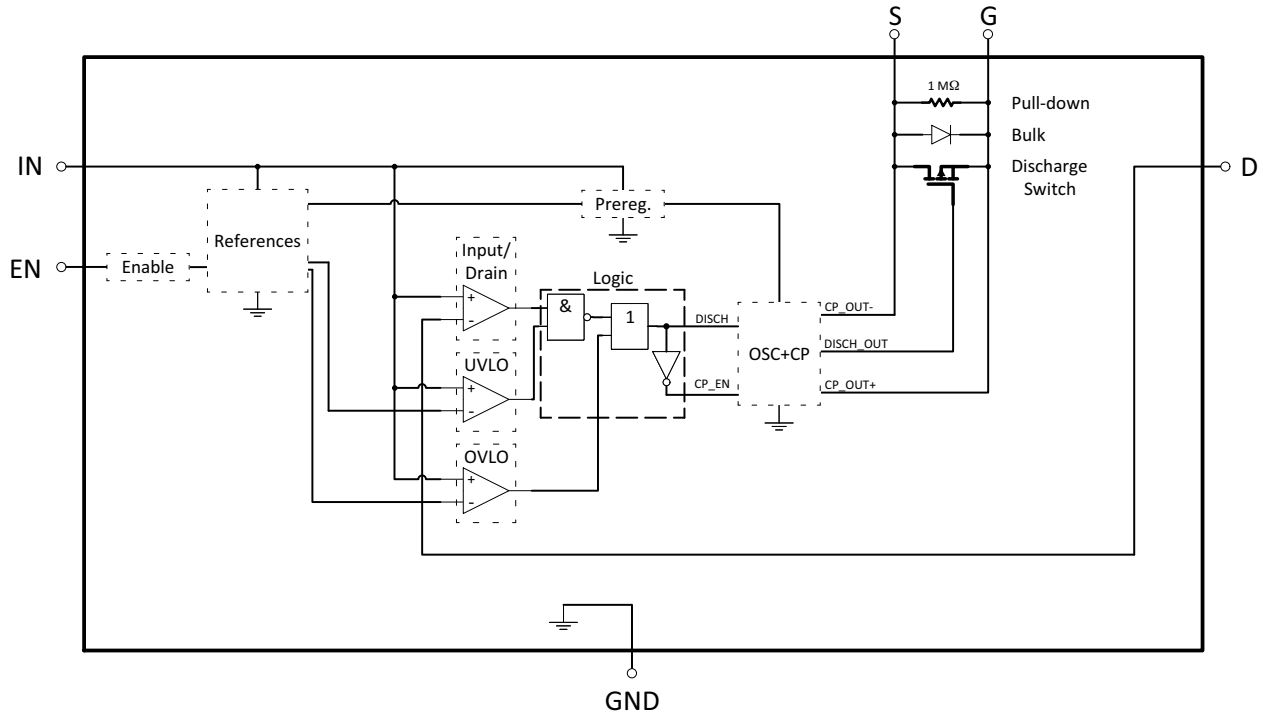 S
G
1 MΩ
Pull-down
Bulk
IN
Discharge
Switch
D
Prereg.
References
EN
Enable
Input/
Drain
Logic
+
-
&
1
DISCH
CP_OUT-
OSC+CP
DISCH_OUT
UVLO
+
-
CP_EN
CP_OUT+
OVLO
+
-
GND